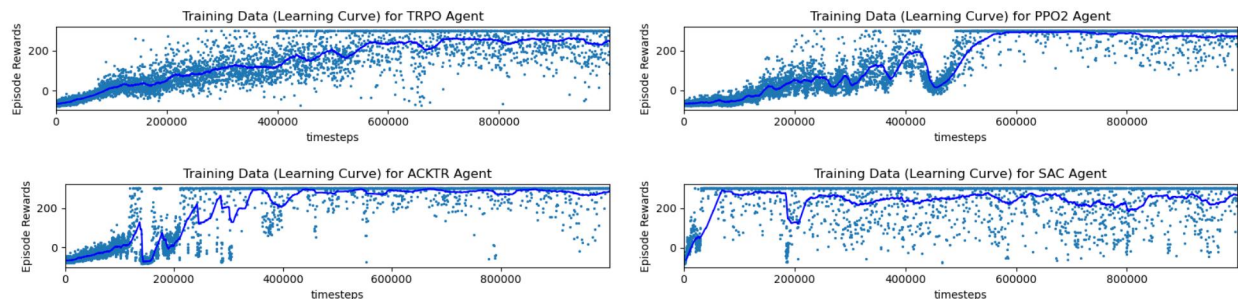 Training Data (Learning Curve) for TRPO Agent
Episode Rewards
200
0
0
200000
400000
600000
800000
timesteps
Training Data (Learning Curve) for PPO2 Agent
Episode Rewards
200
0
0
200000
400000
600000
800000
timesteps
Training Data (Learning Curve) for ACKTR Agent
Episode Rewards
200
0
0
200000
400000
600000
800000
timesteps
Training Data (Learning Curve) for SAC Agent
Episode Rewards
200
0
0
200000
400000
600000
800000
timesteps